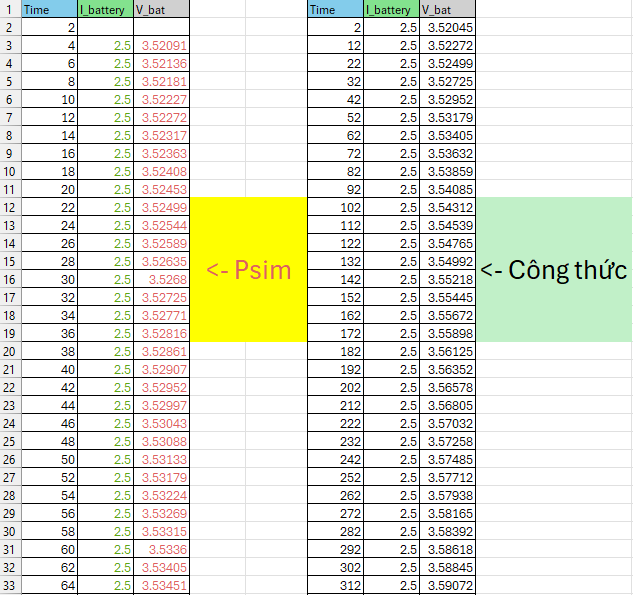 1 Time I_battery V_bat Time I_battery V_bat
2 2 2 2.5 3.52045
3 4 2.5 3.52091 12 2.5 3.52272
4 6 2.5 3.52136 22 2.5 3.52499
5 8 2.5 3.52181 32 2.5 3.52725
6 10 2.5 3.52227 42 2.5 3.52952
7 12 2.5 3.52272 52 2.5 3.53179
8 14 2.5 3.52317 62 2.5 3.53405
9 16 2.5 3.52363 72 2.5 3.53632
10 18 2.5 3.52408 82 2.5 3.53859
11 20 2.5 3.52453 92 2.5 3.54085
12 22 2.5 3.52499 102 2.5 3.54312
13 24 2.5 3.52544 112 2.5 3.54539
14 26 2.5 3.52589 122 2.5 3.54765
15 28 2.5 3.52635 132 2.5 3.54992
16 30 2.5 3.5268 <- Psim 142 2.5 3.55218 <- Công thức
17 32 2.5 3.52725 152 2.5 3.55445
18 34 2.5 3.52771 162 2.5 3.55672
19 36 2.5 3.52816 172 2.5 3.55898
20 38 2.5 3.52861 182 2.5 3.56125
21 40 2.5 3.52907 192 2.5 3.56352
22 42 2.5 3.52952 202 2.5 3.56578
23 44 2.5 3.52997 212 2.5 3.56805
24 46 2.5 3.53043 222 2.5 3.57032
25 48 2.5 3.53088 232 2.5 3.57258
26 50 2.5 3.53133 242 2.5 3.57485
27 52 2.5 3.53179 252 2.5 3.57712
28 54 2.5 3.53224 262 2.5 3.57938
29 56 2.5 3.53269 272 2.5 3.58165
30 58 2.5 3.53315 282 2.5 3.58392
31 60 2.5 3.5336 292 2.5 3.58618
32 62 2.5 3.53405 302 2.5 3.58845
33 64 2.5 3.53451 312 2.5 3.59072